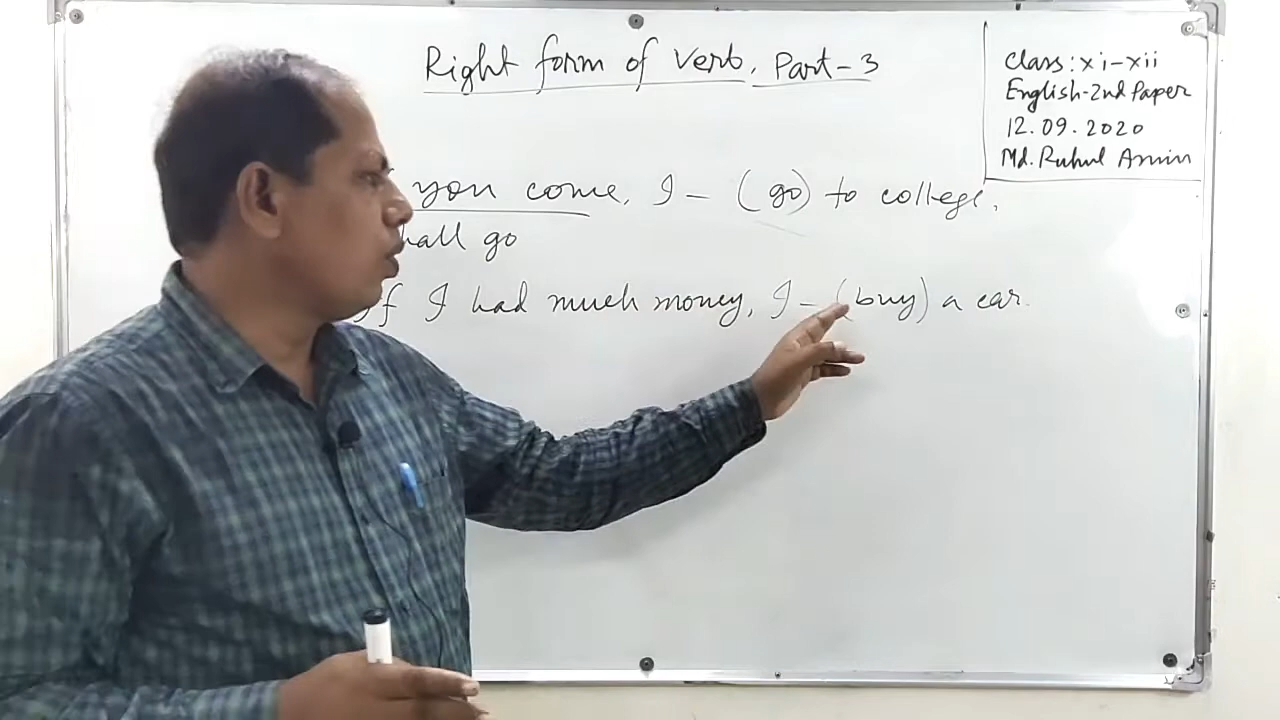 Right form of Verb, Part-3
Class: xi-xii
English-2nd Paper
12.09.2020
Md. Ruhul Amin
you come, I – (go) to college.
hall go
If I had much money, I – (buy) a car.